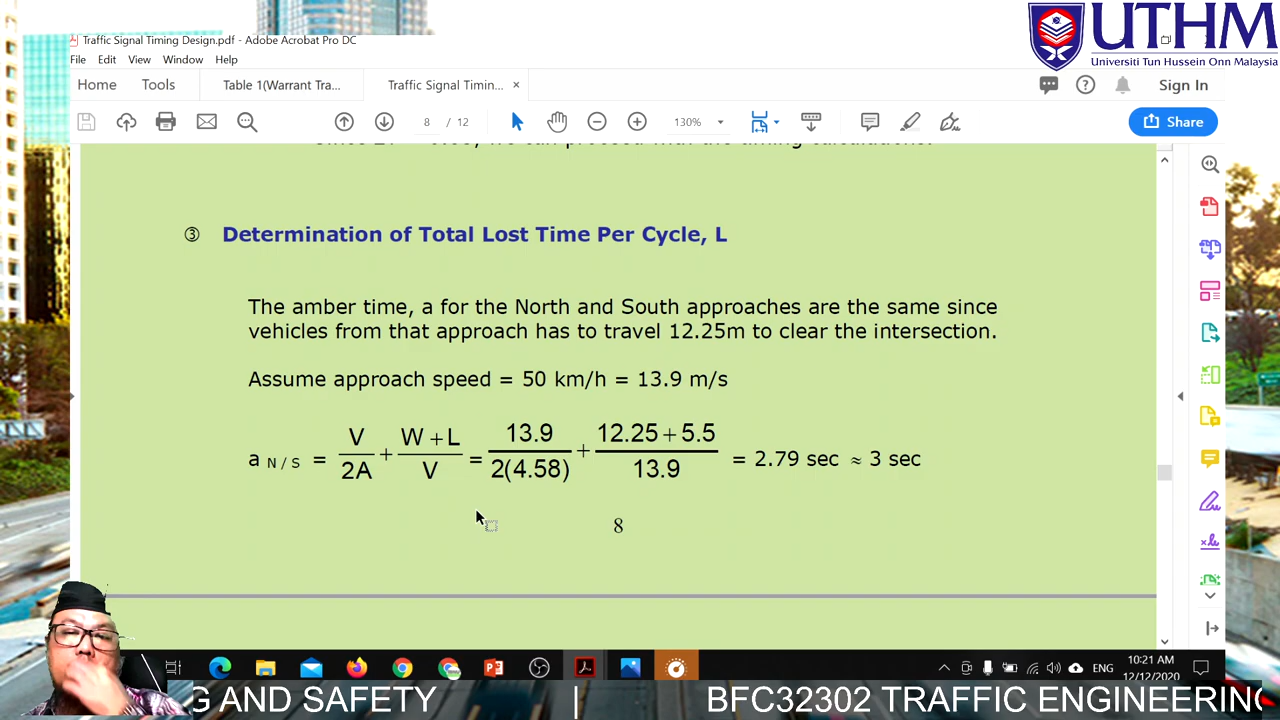 Traffic Signal Timing Design.pdf - Adobe Acrobat Pro DC
UTHM
Universiti Tun Hussein Onn Malaysia
File Edit View Window Help
Home Tools Table 1(Warrant Tra... Traffic Signal Timin... × Sign In
8 / 12 130% Share
③ Determination of Total Lost Time Per Cycle, L
The amber time, a for the North and South approaches are the same since
vehicles from that approach has to travel 12.25m to clear the intersection.
Assume approach speed = 50 km/h = 13.9 m/s
a N / S = V/2A + W + L/V = 13.9/2(4.58) + 12.25 + 5.5/13.9 = 2.79 sec ≈ 3 sec
8
ENG
10:21 AM
12/12/2020
G AND SAFETY | BFC32302 TRAFFIC ENGINEERING